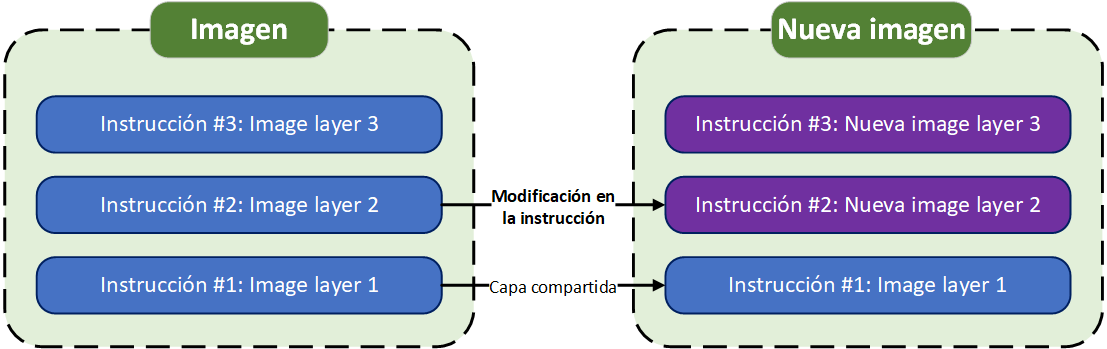 Imagen
Nueva imagen
Instrucción #3: Image layer 3
Instrucción #3: Nueva image layer 3
Instrucción #2: Image layer 2
Modificación en
la instrucción
Instrucción #2: Nueva image layer 2
Instrucción #1: Image layer 1
Capa compartida
Instrucción #1: Image layer 1